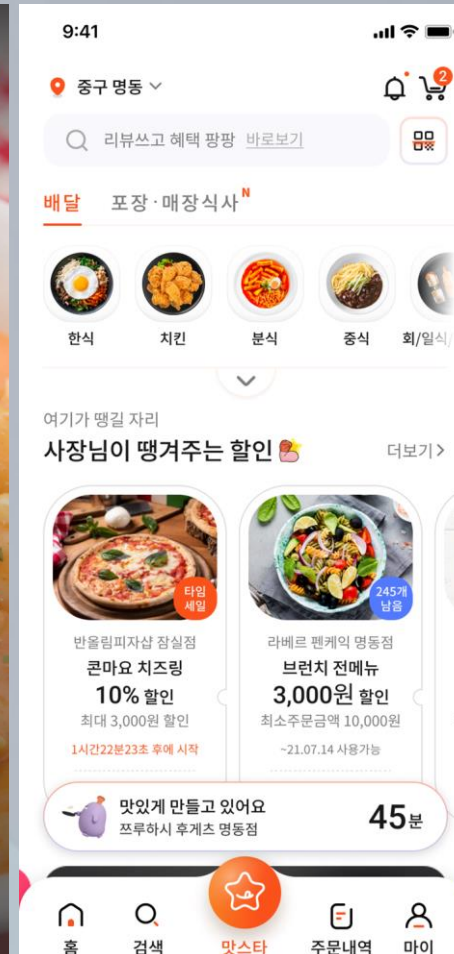 9:41
중구 명동
2
리뷰쓰고 혜택 팡팡 바로보기
배달 포장·매장식사 N
한식 치킨 분식 중식 회/일식/
여기가 땡길 자리
사장님이 땡겨주는 할인 더보기
타임
세일
반올림피자샵 잠실점
콘마요 치즈링
10% 할인
최대 3,000원 할인
1시간22분23초 후에 시작
245개
남음
라베르 펜케익 명동점
브런치 전메뉴
3,000원 할인
최소주문금액 10,000원
~21.07.14 사용가능
맛있게 만들고 있어요
쯔루하시 후게츠 명동점
45분
홈 검색 맛스타 주문내역 마이